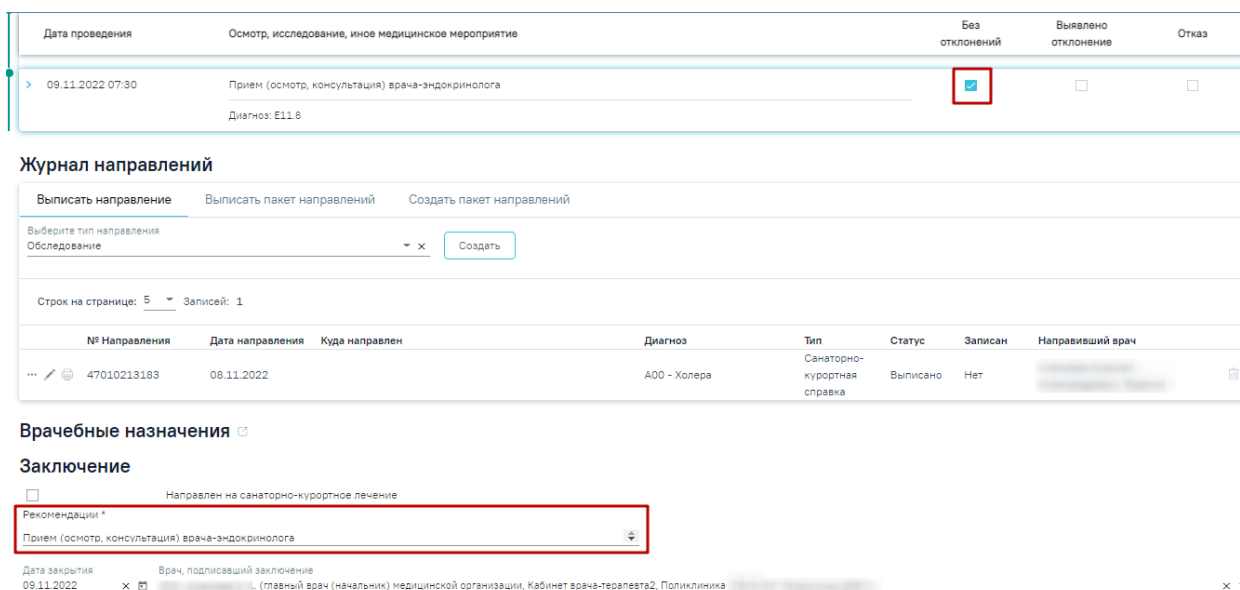 Дата проведения Осмотр, исследование, иное медицинское мероприятие Без отклонений Выявлено отклонение Отказ
09.11.2022 07:30 Прием (осмотр, консультация) врача-эндокринолога
Диагноз: E11.6
Журнал направлений
Выписать направление Выписать пакет направлений Создать пакет направлений
Выберите тип направления
Обследование Создать
Строк на странице: 5 Записей: 1
№ Направления Дата направления Куда направлен Диагноз Тип Статус Записан Направивший врач
47010213183 08.11.2022 A00 - Холера Санаторно-курортная справка Выписано Нет
Врачебные назначения
Заключение
Направлен на санаторно-курортное лечение
Рекомендации *
Прием (осмотр, консультация) врача-эндокринолога
Дата закрытия Врач, подписавший заключение
09.11.2022 (главный врач (начальник) медицинской организации, Кабинет врача-терапевта2, Поликлиника